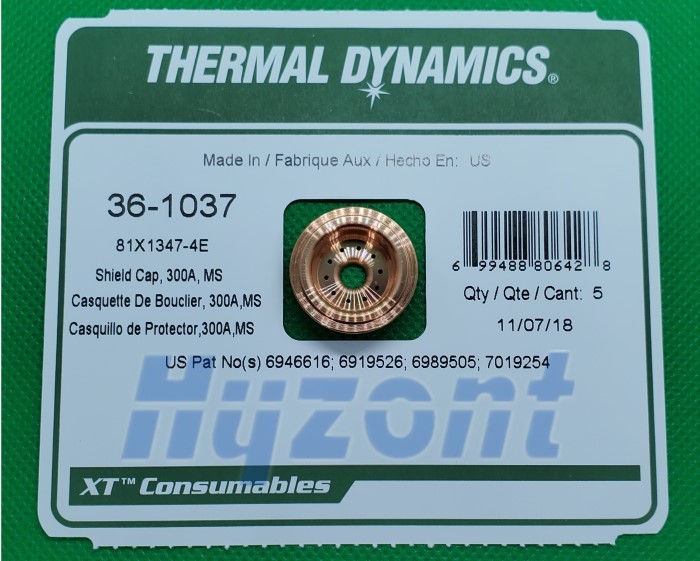 THERMAL DYNAMICS®
Made In / Fabrique Aux / Hecho En: US
36-1037
81X1347-4E
Shield Cap, 300A, MS
Casquette De Bouclier, 300A,MS
Casquillo de Protector,300A,MS
6 99488 80642 8
Qty / Qte / Cant: 5
11/07/18
US Pat No(s) 6946616; 6919526; 6989505; 7019254
Hyzont
XT™ Consumables